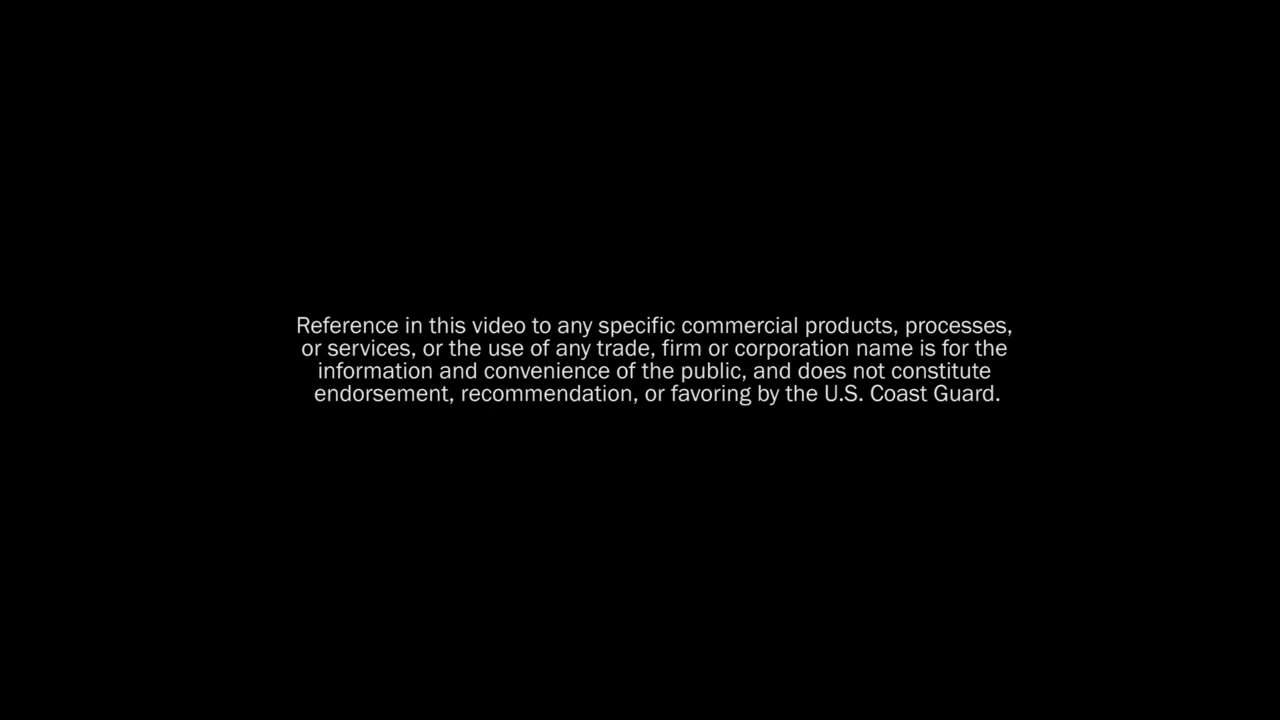 Reference in this video to any specific commercial products, processes,
or services, or the use of any trade, firm or corporation name is for the
information and convenience of the public, and does not constitute
endorsement, recommendation, or favoring by the U.S. Coast Guard.